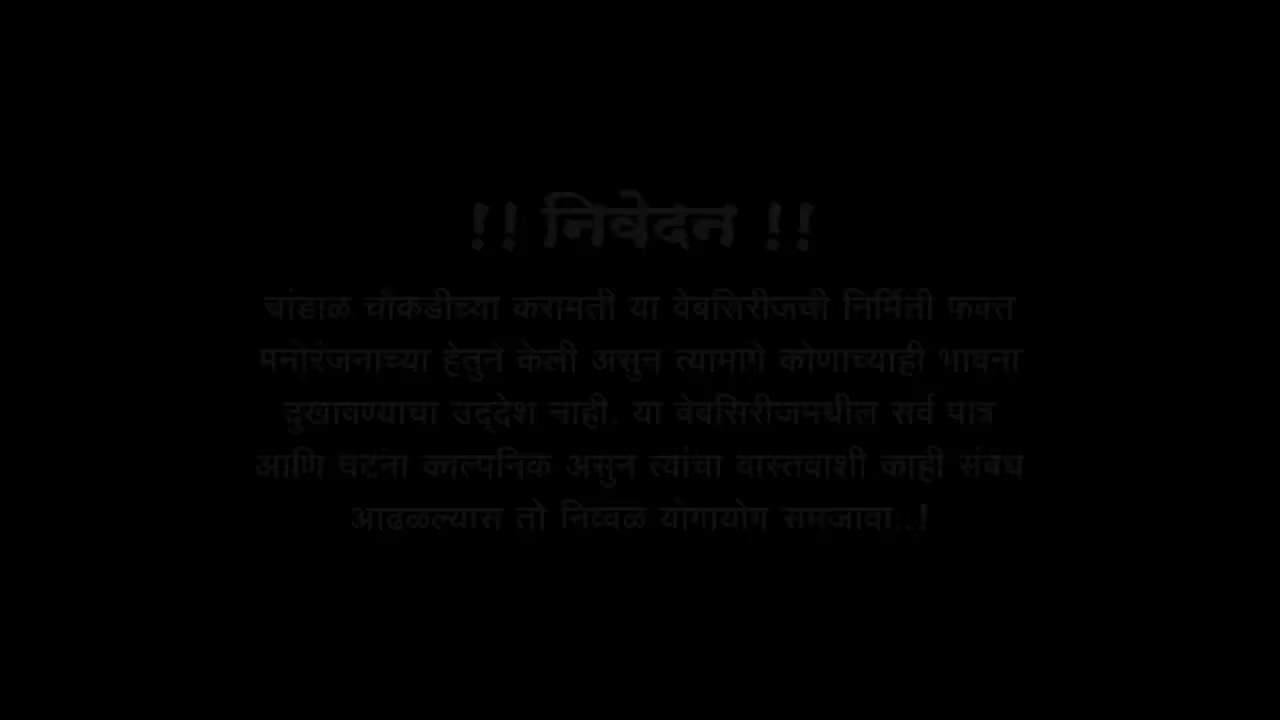 !! निवेदन !!
चांडाळ चौकडीच्या करामती या वेबसिरीजची निर्मिती फक्त
मनोरंजनाच्या हेतुने केली असुन त्यामागे कोणाच्याही भावना
दुखावण्याचा उद्देश नाही. या वेबसिरीजमधील सर्व पात्र
आणि घटना काल्पनिक असुन त्यांचा वास्तवाशी काही संबंध
आढळल्यास तो निव्वळ योगायोग समजावा..!